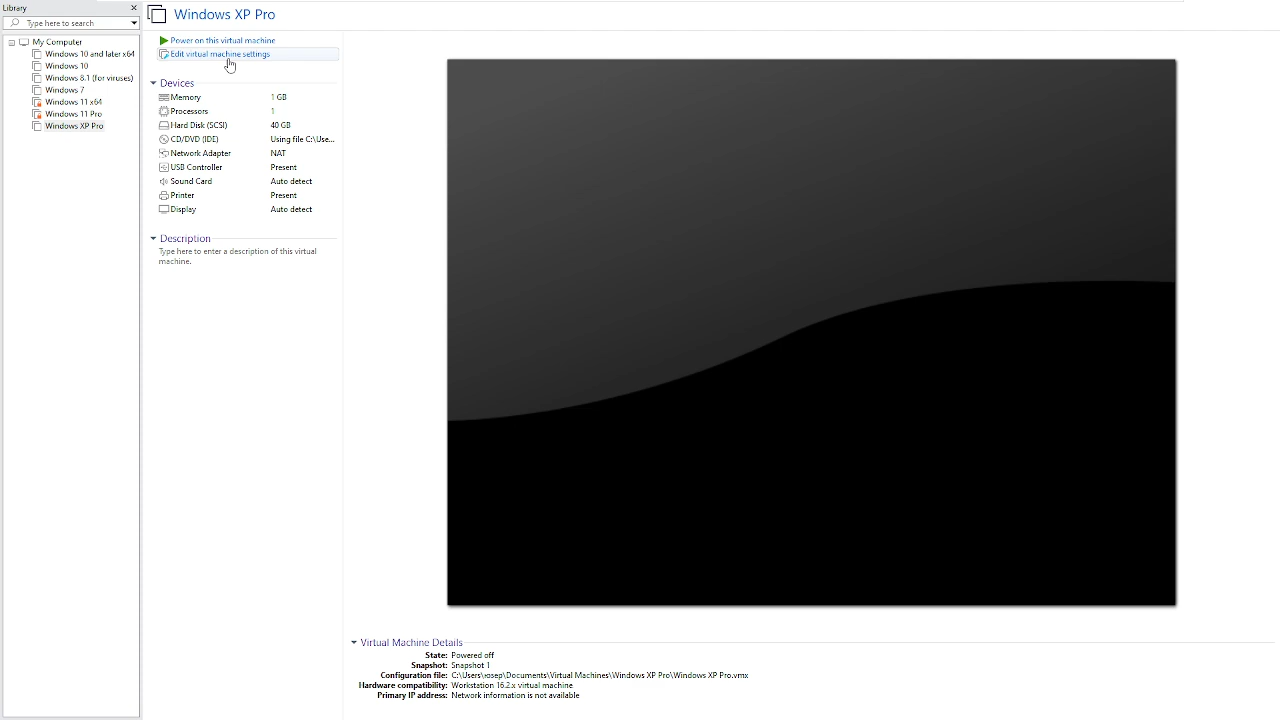 Library
Type here to search
My Computer
Windows 10 and later x64
Windows 10
Windows 8.1 (for viruses)
Windows 7
Windows 11 x64
Windows 11 Pro
Windows XP Pro
Windows XP Pro
Power on this virtual machine
Edit virtual machine settings
Devices
Memory 1 GB
Processors 1
Hard Disk (SCSI) 40 GB
CD/DVD (IDE) Using file C:\Use...
Network Adapter NAT
USB Controller Present
Sound Card Auto detect
Printer Present
Display Auto detect
Description
Type here to enter a description of this virtual
machine.
Virtual Machine Details
State: Powered off
Snapshot: Snapshot 1
Configuration file: C:\Users\josep\Documents\Virtual Machines\Windows XP Pro\Windows XP Pro.vmx
Hardware compatibility: Workstation 16.2.x virtual machine
Primary IP address: Network information is not available